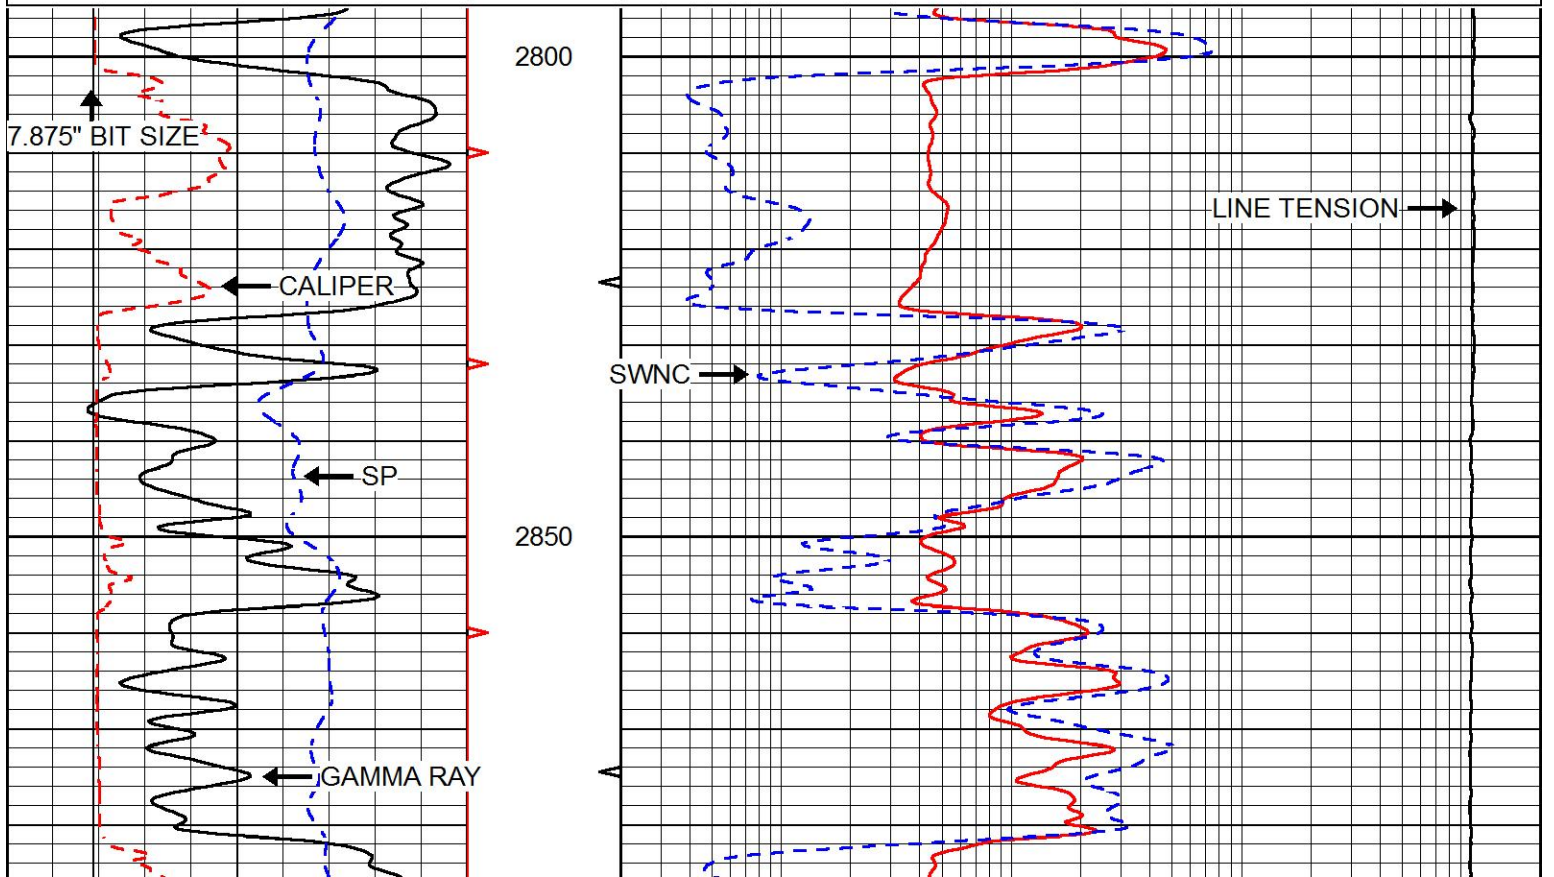 2800
7.875" BIT SIZE
LINE TENSION
CALIPER
SWNC
SP
2850
GAMMA RAY